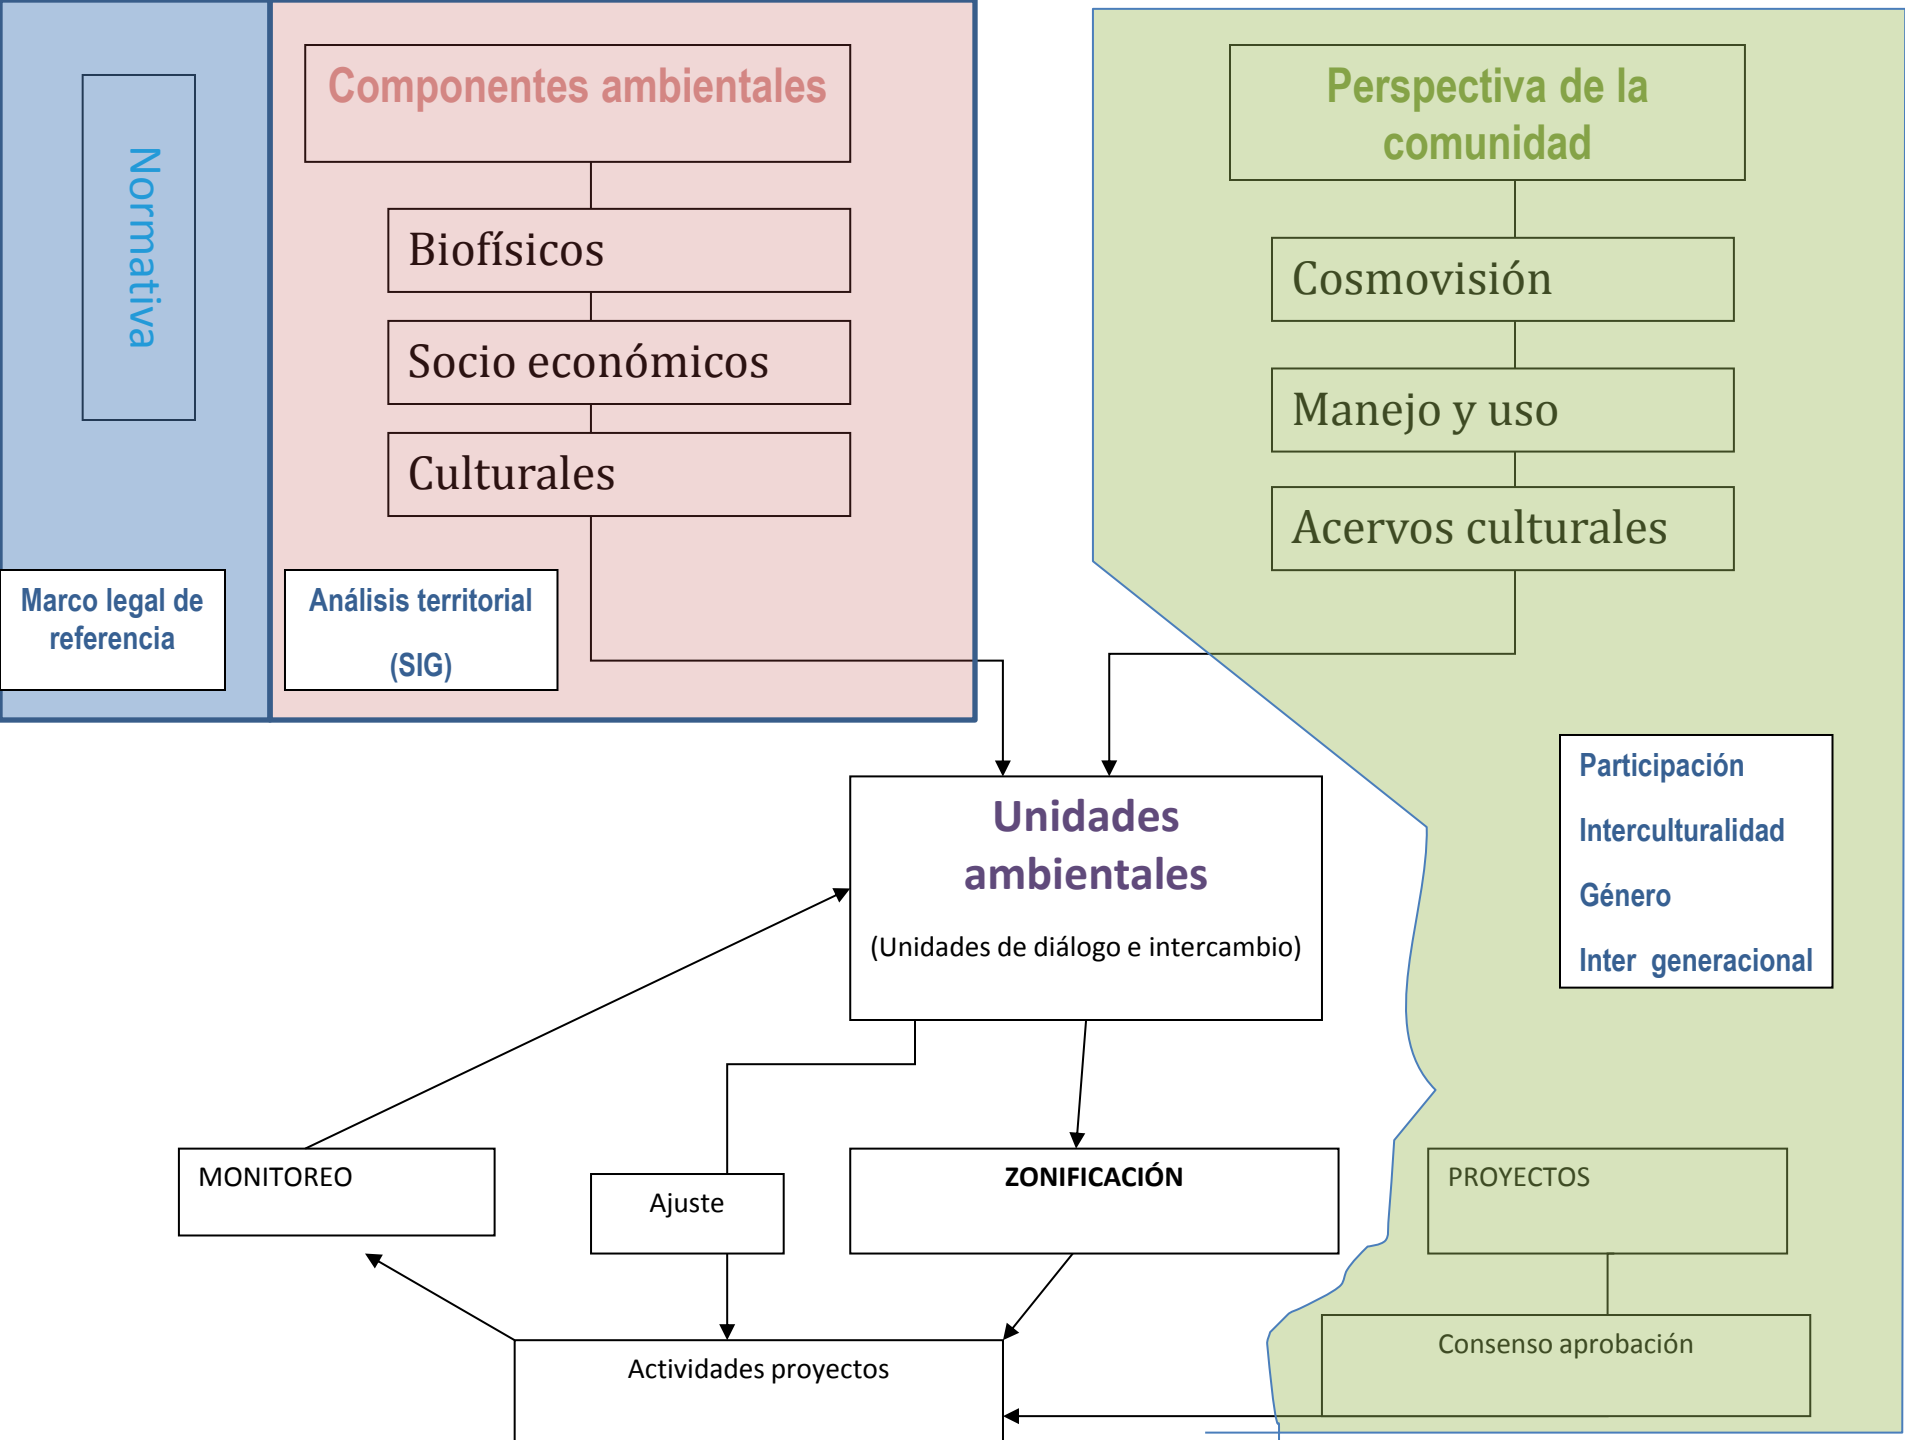 Normativa
Marco legal de
referencia
Componentes ambientales
Biofísicos
Socio económicos
Culturales
Análisis territorial
(SIG)
Perspectiva de la
comunidad
Cosmovisión
Manejo y uso
Acervos culturales
Participación
Interculturalidad
Género
Inter generacional
Unidades
ambientales
(Unidades de diálogo e intercambio)
MONITOREO
Ajuste
ZONIFICACIÓN
PROYECTOS
Consenso aprobación
Actividades proyectos